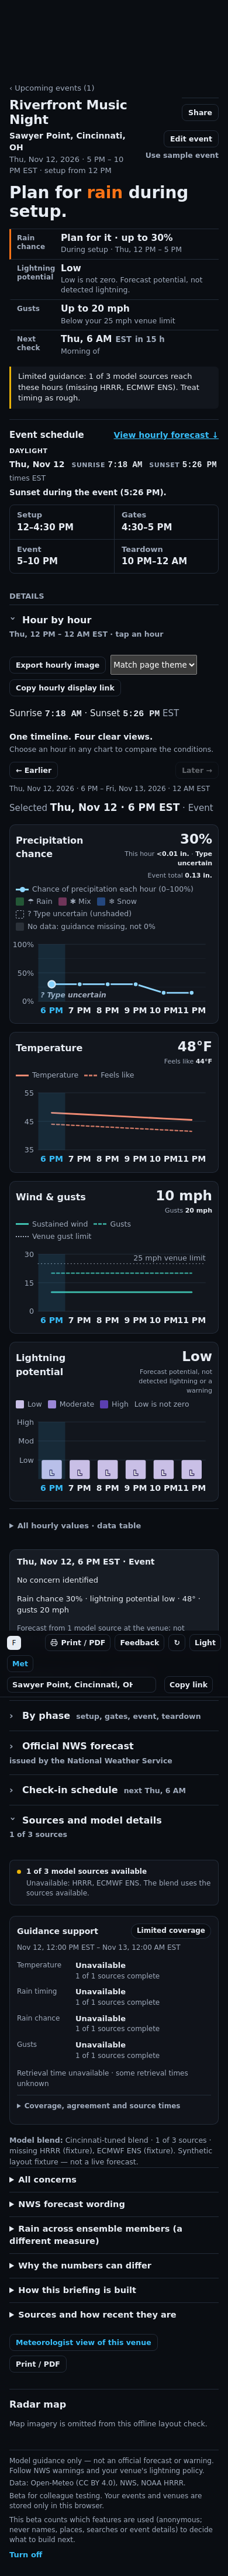 ‹ Upcoming events (1)
Riverfront Music
Night
Share
Sawyer Point, Cincinnati,
OH
Edit event
Thu, Nov 12, 2026 · 5 PM – 10
PM EST · setup from 12 PM
Use sample event
Plan for rain during
setup.
Rain
chance
Plan for it · up to 30%
During setup · Thu, 12 PM – 5 PM
Lightning
potential
Low
Low is not zero. Forecast potential, not
detected lightning.
Gusts
Up to 20 mph
Below your 25 mph venue limit
Next
check
Thu, 6 AM EST in 15 h
Morning of
Limited guidance: 1 of 3 model sources reach
these hours (missing HRRR, ECMWF ENS). Treat
timing as rough.
Event schedule
View hourly forecast ↓
DAYLIGHT
Thu, Nov 12 SUNRISE 7:18 AM SUNSET 5:26 PM
times EST
Sunset during the event (5:26 PM).
Setup
12–4:30 PM
Gates
4:30–5 PM
Event
5–10 PM
Teardown
10 PM–12 AM
DETAILS
Hour by hour
Thu, 12 PM – 12 AM EST · tap an hour
Export hourly image
Match page theme
Copy hourly display link
Sunrise 7:18 AM · Sunset 5:26 PM EST
One timeline. Four clear views.
Choose an hour in any chart to compare the conditions.
← Earlier
Later →
Thu, Nov 12, 2026 · 6 PM – Fri, Nov 13, 2026 · 12 AM EST
Selected Thu, Nov 12 · 6 PM EST · Event
Precipitation
chance
30%
This hour <0.01 in. · Type
uncertain
Event total 0.13 in.
Chance of precipitation each hour (0–100%)
Rain Mix Snow
? Type uncertain (unshaded)
No data: guidance missing, not 0%
100%
50%
0%
? Type uncertain
6 PM 7 PM 8 PM 9 PM 10 PM 11 PM
Temperature
48°F
Feels like 44°F
Temperature Feels like
55
45
35
6 PM 7 PM 8 PM 9 PM 10 PM 11 PM
Wind & gusts
10 mph
Gusts 20 mph
Sustained wind Gusts
Venue gust limit
30
15
0
25 mph venue limit
6 PM 7 PM 8 PM 9 PM 10 PM 11 PM
Lightning
potential
Low
Forecast potential, not
detected lightning or a
warning
Low Moderate High Low is not zero
High
Mod
Low
L L L L L L
6 PM 7 PM 8 PM 9 PM 10 PM 11 PM
All hourly values · data table
Thu, Nov 12, 6 PM EST · Event
No concern identified
Rain chance 30% · lightning potential low · 48° ·
gusts 20 mph
Forecast from 1 model source at the venue: not
F
Print / PDF
Feedback
↻
Light
Met
Sawyer Point, Cincinnati, OH
Copy link
By phase setup, gates, event, teardown
Official NWS forecast
issued by the National Weather Service
Check-in schedule next Thu, 6 AM
Sources and model details
1 of 3 sources
1 of 3 model sources available
Unavailable: HRRR, ECMWF ENS. The blend uses the
sources available.
Guidance support
Limited coverage
Nov 12, 12:00 PM EST – Nov 13, 12:00 AM EST
Temperature
Unavailable
1 of 1 sources complete
Rain timing
Unavailable
1 of 1 sources complete
Rain chance
Unavailable
1 of 1 sources complete
Gusts
Unavailable
1 of 1 sources complete
Retrieval time unavailable · some retrieval times
unknown
Coverage, agreement and source times
Model blend: Cincinnati-tuned blend · 1 of 3 sources ·
missing HRRR (fixture), ECMWF ENS (fixture). Synthetic
layout fixture — not a live forecast.
All concerns
NWS forecast wording
Rain across ensemble members (a
different measure)
Why the numbers can differ
How this briefing is built
Sources and how recent they are
Meteorologist view of this venue
Print / PDF
Radar map
Map imagery is omitted from this offline layout check.
Model guidance only — not an official forecast or warning.
Follow NWS warnings and your venue's lightning policy.
Data: Open-Meteo (CC BY 4.0), NWS, NOAA HRRR.
Beta for colleague testing. Your events and venues are
stored only in this browser.
This beta counts which features are used (anonymous;
never names, places, searches or event details) to decide
what to build next.
Turn off